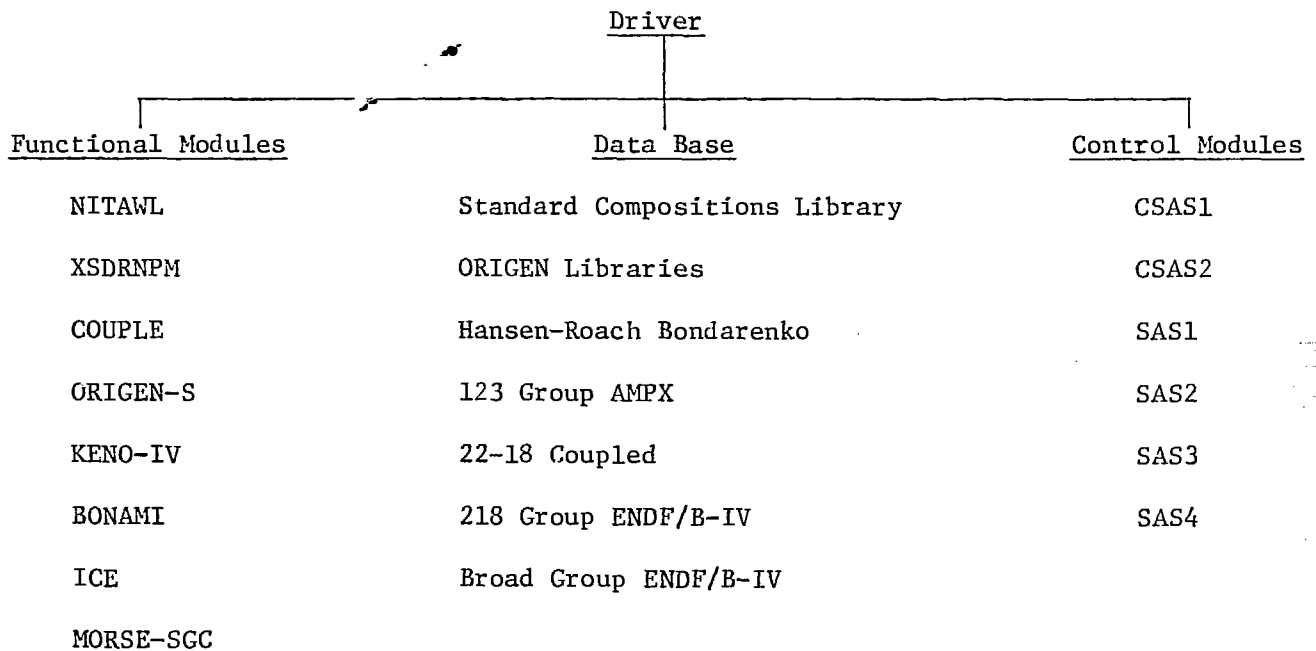 Driver
Functional Modules Data Base Control Modules
NITAWL Standard Compositions Library CSAS1
XSDRNPM ORIGEN Libraries CSAS2
COUPLE Hansen-Roach Bondarenko SAS1
ORIGEN-S 123 Group AMPX SAS2
KENO-IV 22-18 Coupled SAS3
BONAMI 218 Group ENDF/B-IV SAS4
ICE Broad Group ENDF/B-IV
MORSE-SGC